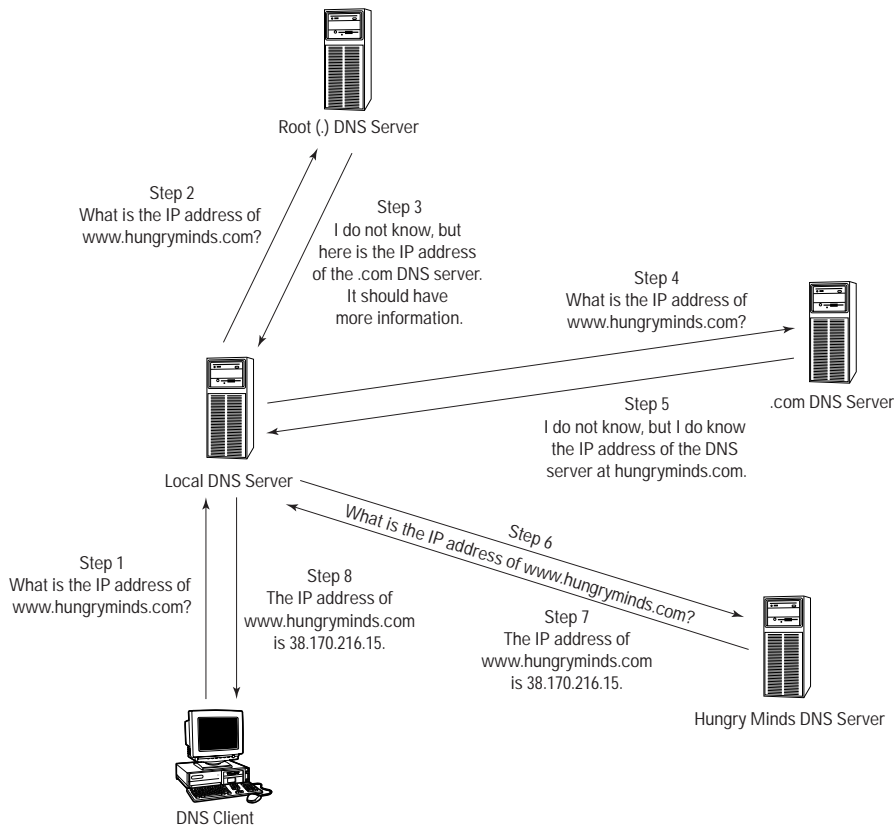 Root (.) DNS Server
Step 2
What is the IP address of
www.hungryminds.com?
Step 3
I do not know, but
here is the IP address
of the .com DNS server.
It should have
more information.
Step 4
What is the IP address of
www.hungryminds.com?
.com DNS Server
Step 5
I do not know, but I do know
the IP address of the DNS
server at hungryminds.com.
Local DNS Server
Step 6
What is the IP address of www.hungryminds.com?
Step 1
What is the IP address of
www.hungryminds.com?
Step 8
The IP address of
www.hungryminds.com
is 38.170.216.15.
Step 7
The IP address of
www.hungryminds.com
is 38.170.216.15.
Hungry Minds DNS Server
DNS Client